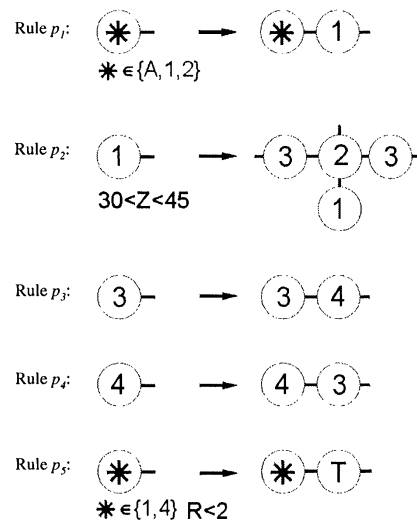 Rule p1: ✳ → ✳ 1
✳ ∈ {A,1,2}
Rule p2: 1 → 3 2 3
30<Z<45 1
Rule p3: 3 → 3 4
Rule p4: 4 → 4 3
Rule p5: ✳ → ✳ T
✳ ∈ {1,4} R<2